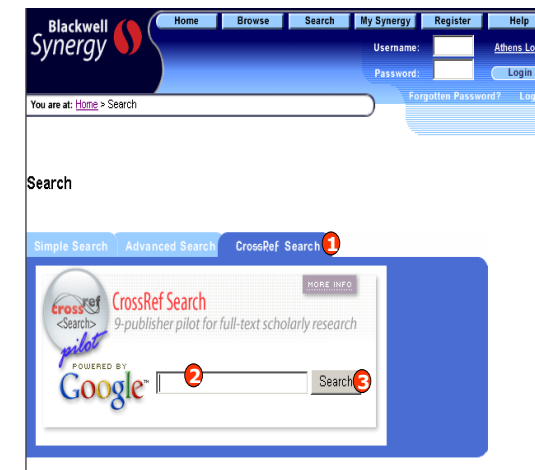 Blackwell
Synergy
Home Browse Search My Synergy Register Help
Username: Athens Lo
Password: Login
Forgotten Password? Log
You are at: Home > Search
Search
Simple Search Advanced Search CrossRef Search 1
MORE INFO
cross ref
<Search>
pilot
CrossRef Search
9-publisher pilot for full-text scholarly research
POWERED BY
Google™ 2 Search 3